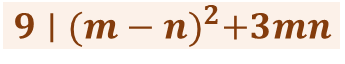 9 | (m − n)²+3mn